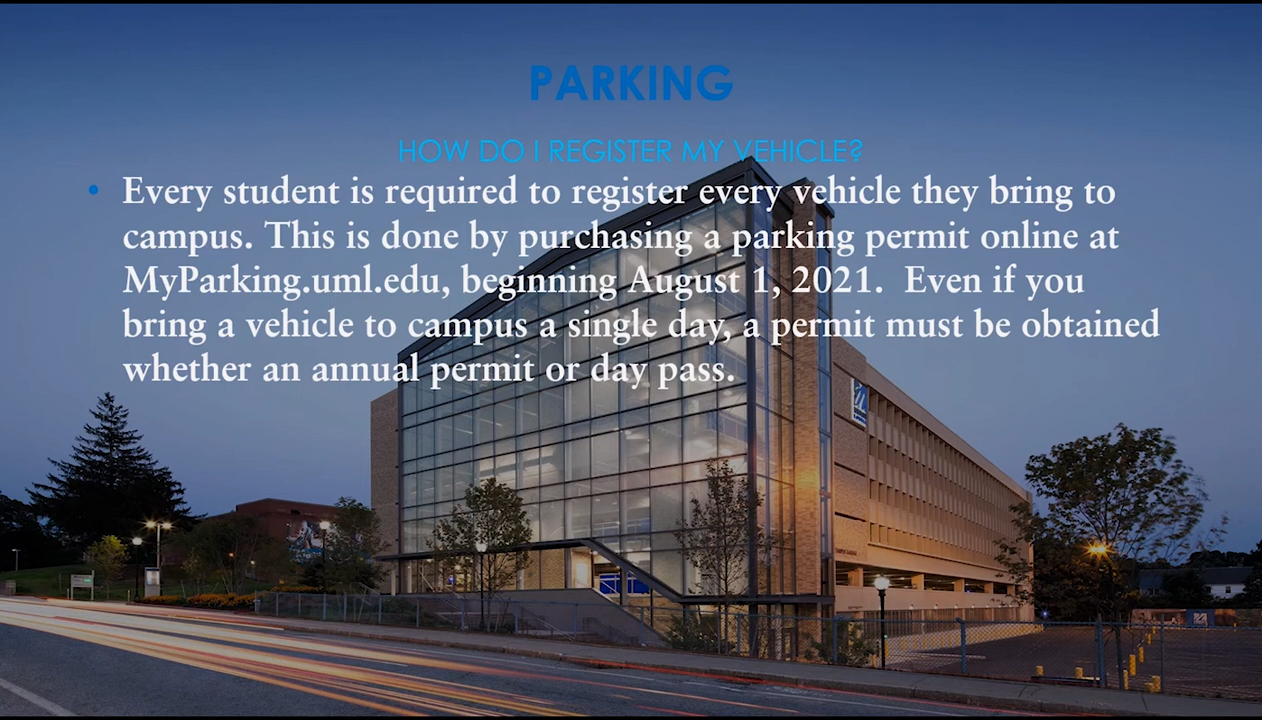 PARKING
HOW DO I REGISTER MY VEHICLE?
• Every student is required to register every vehicle they bring to
campus. This is done by purchasing a parking permit online at
MyParking.uml.edu, beginning August 1, 2021.  Even if you
bring a vehicle to campus a single day, a permit must be obtained
whether an annual permit or day pass.